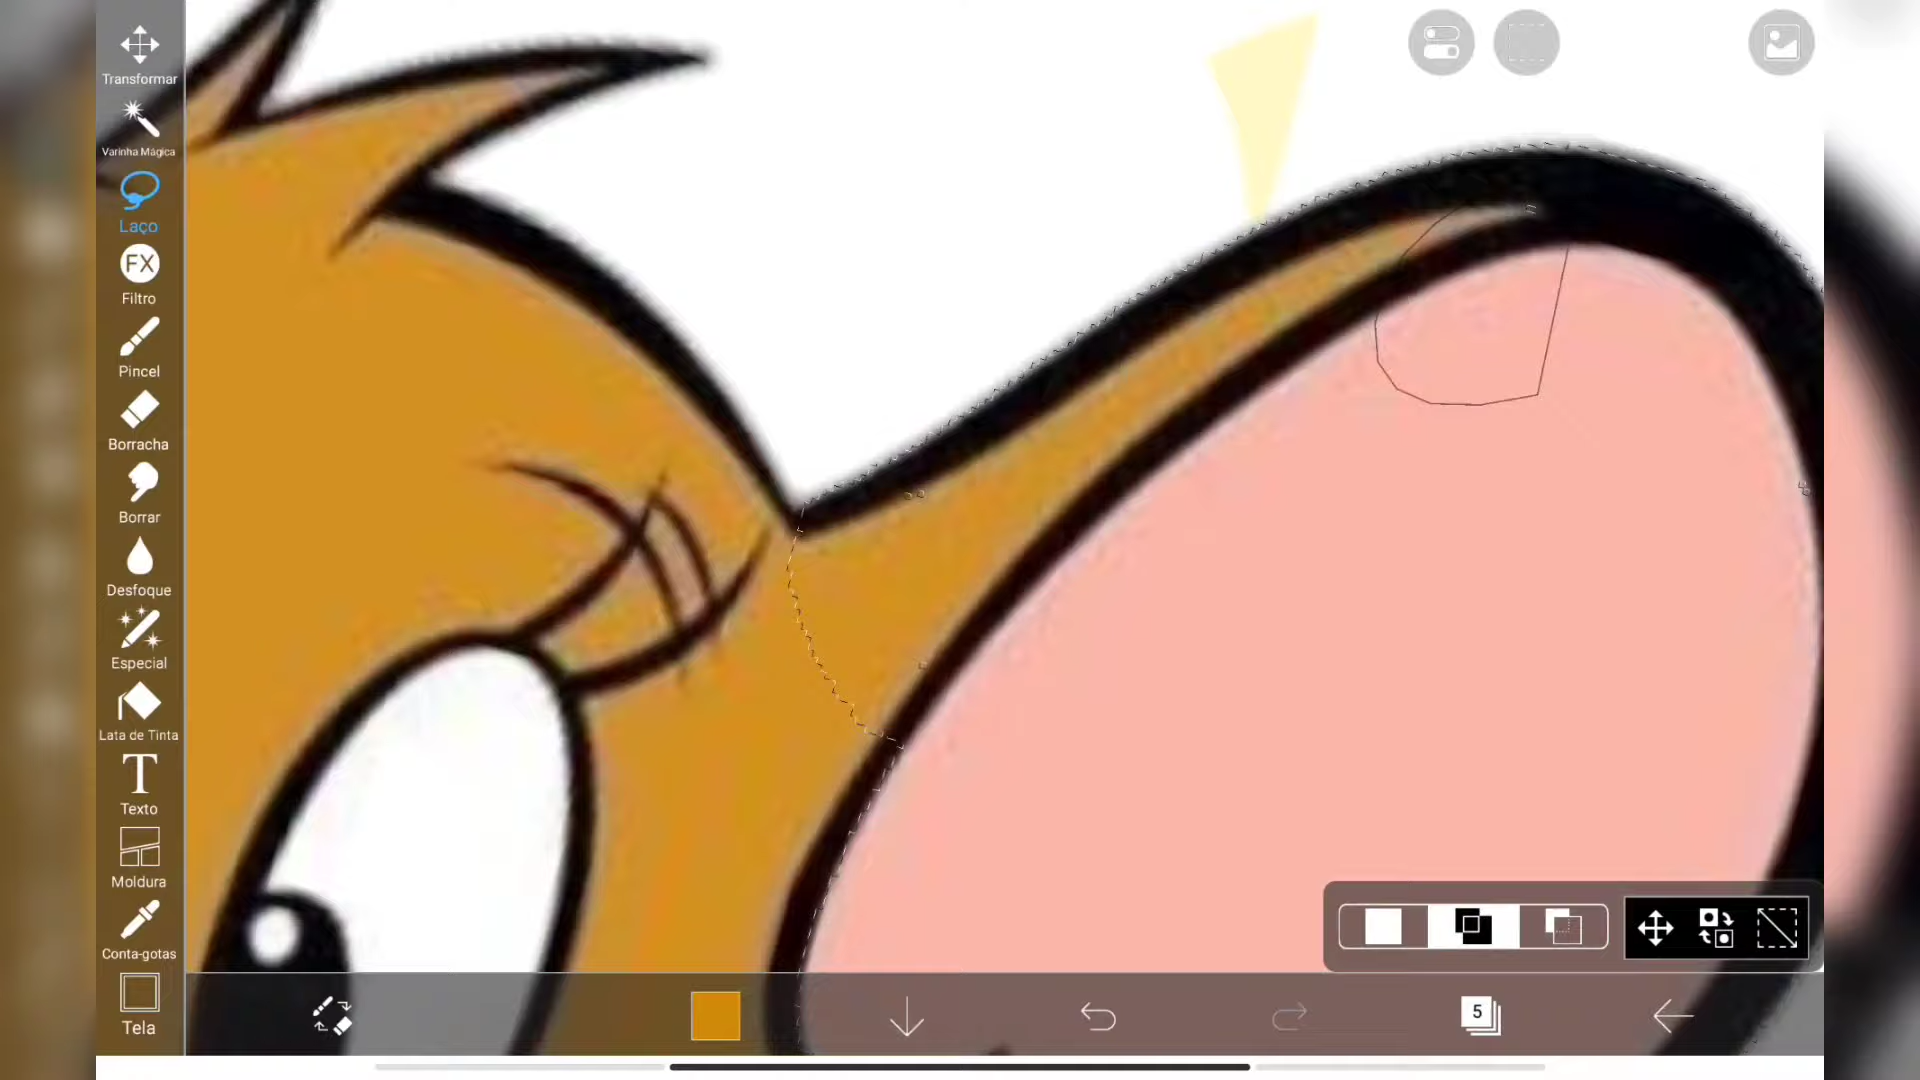 Transformar
Varinha Mágica
Laço
FX
Filtro
Pincel
Borracha
Borrar
Desfoque
Especial
Lata de Tinta
T
Texto
Moldura
Conta-gotas
Tela
5